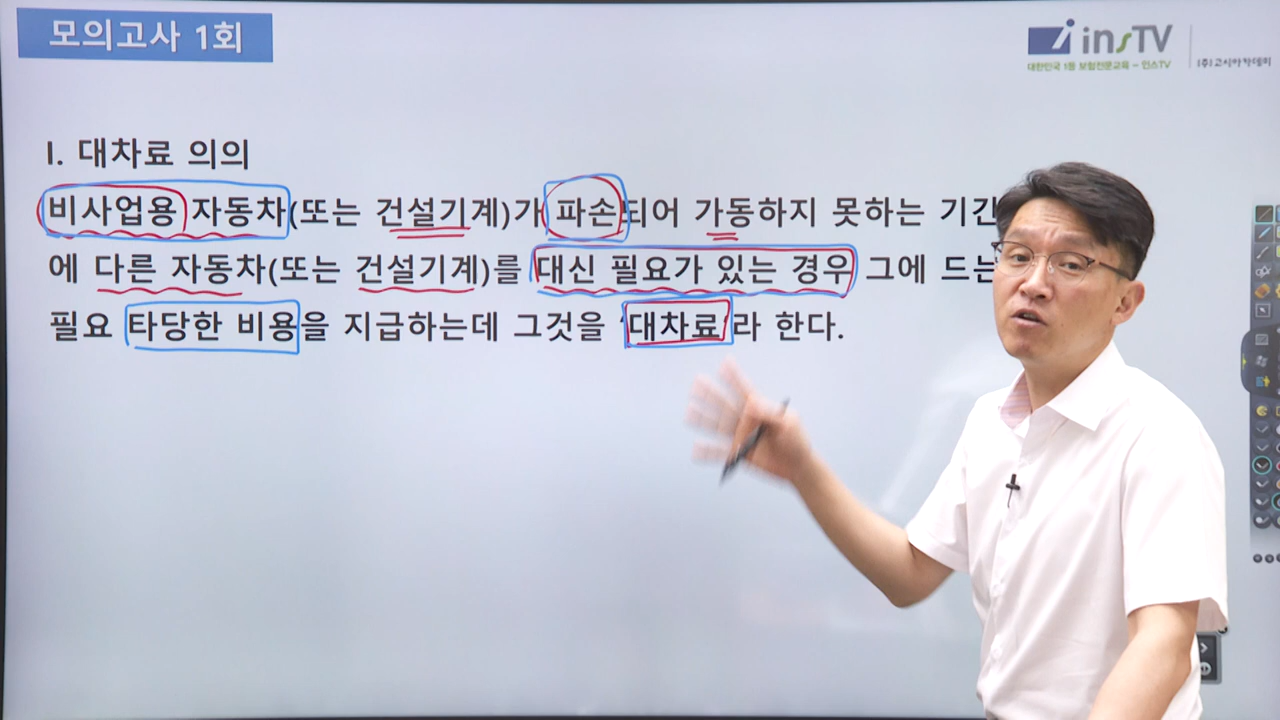 모의고사 1회
insTV
대한민국 1등 보험전문교육 - 인스TV
(주)고시아카데미
I. 대차료 의의
비사업용 자동차(또는 건설기계)가 파손되어 가동하지 못하는 기간
에 다른 자동차(또는 건설기계)를 대신 필요가 있는 경우 그에 드는
필요 타당한 비용을 지급하는데 그것을 '대차료'라 한다.